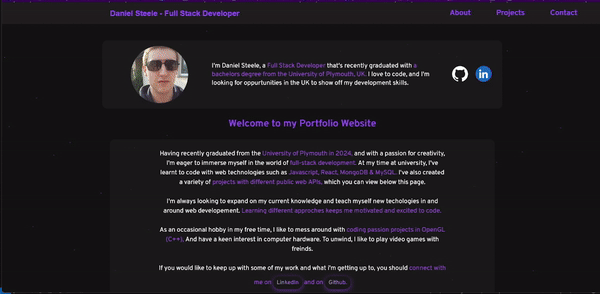 Daniel Steele - Full Stack Developer
About Projects Contact
I'm Daniel Steele, a Full Stack Developer that's recently graduated with a
bachelors degree from the University of Plymouth, UK. I love to code, and I'm
looking for oppurtunities in the UK to show off my development skills.
Welcome to my Portfolio Website
Having recently graduated from the University of Plymouth in 2024, and with a passion for creativity,
I'm eager to immerse myself in the world of full-stack development. At my time at university, I've
learnt to code with web technologies such as Javascript, React, MongoDB & MySQL. I've also created
a variety of projects with different public web APIs, which you can view below this page.
I'm always looking to expand on my current knowledge and teach myself new techologies in and
around web developement. Learning different approches keeps me motivated and excited to code.
As an occasional hobby in my free time, I like to mess around with coding passion projects in OpenGL
(C++). And have a keen interest in computer hardware. To unwind, I like to play video games with
freinds.
If you would like to keep up with some of my work and what I'm getting up to, you should connect with
me on LinkedIn and on Github.